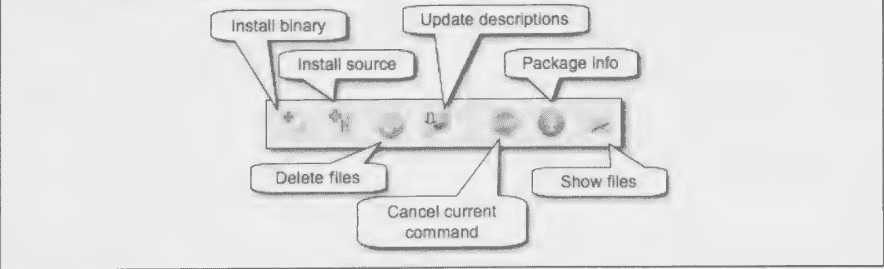 Install binary
Update descriptions
Install source
Package info
Delete files
Show files
Cancel current
command